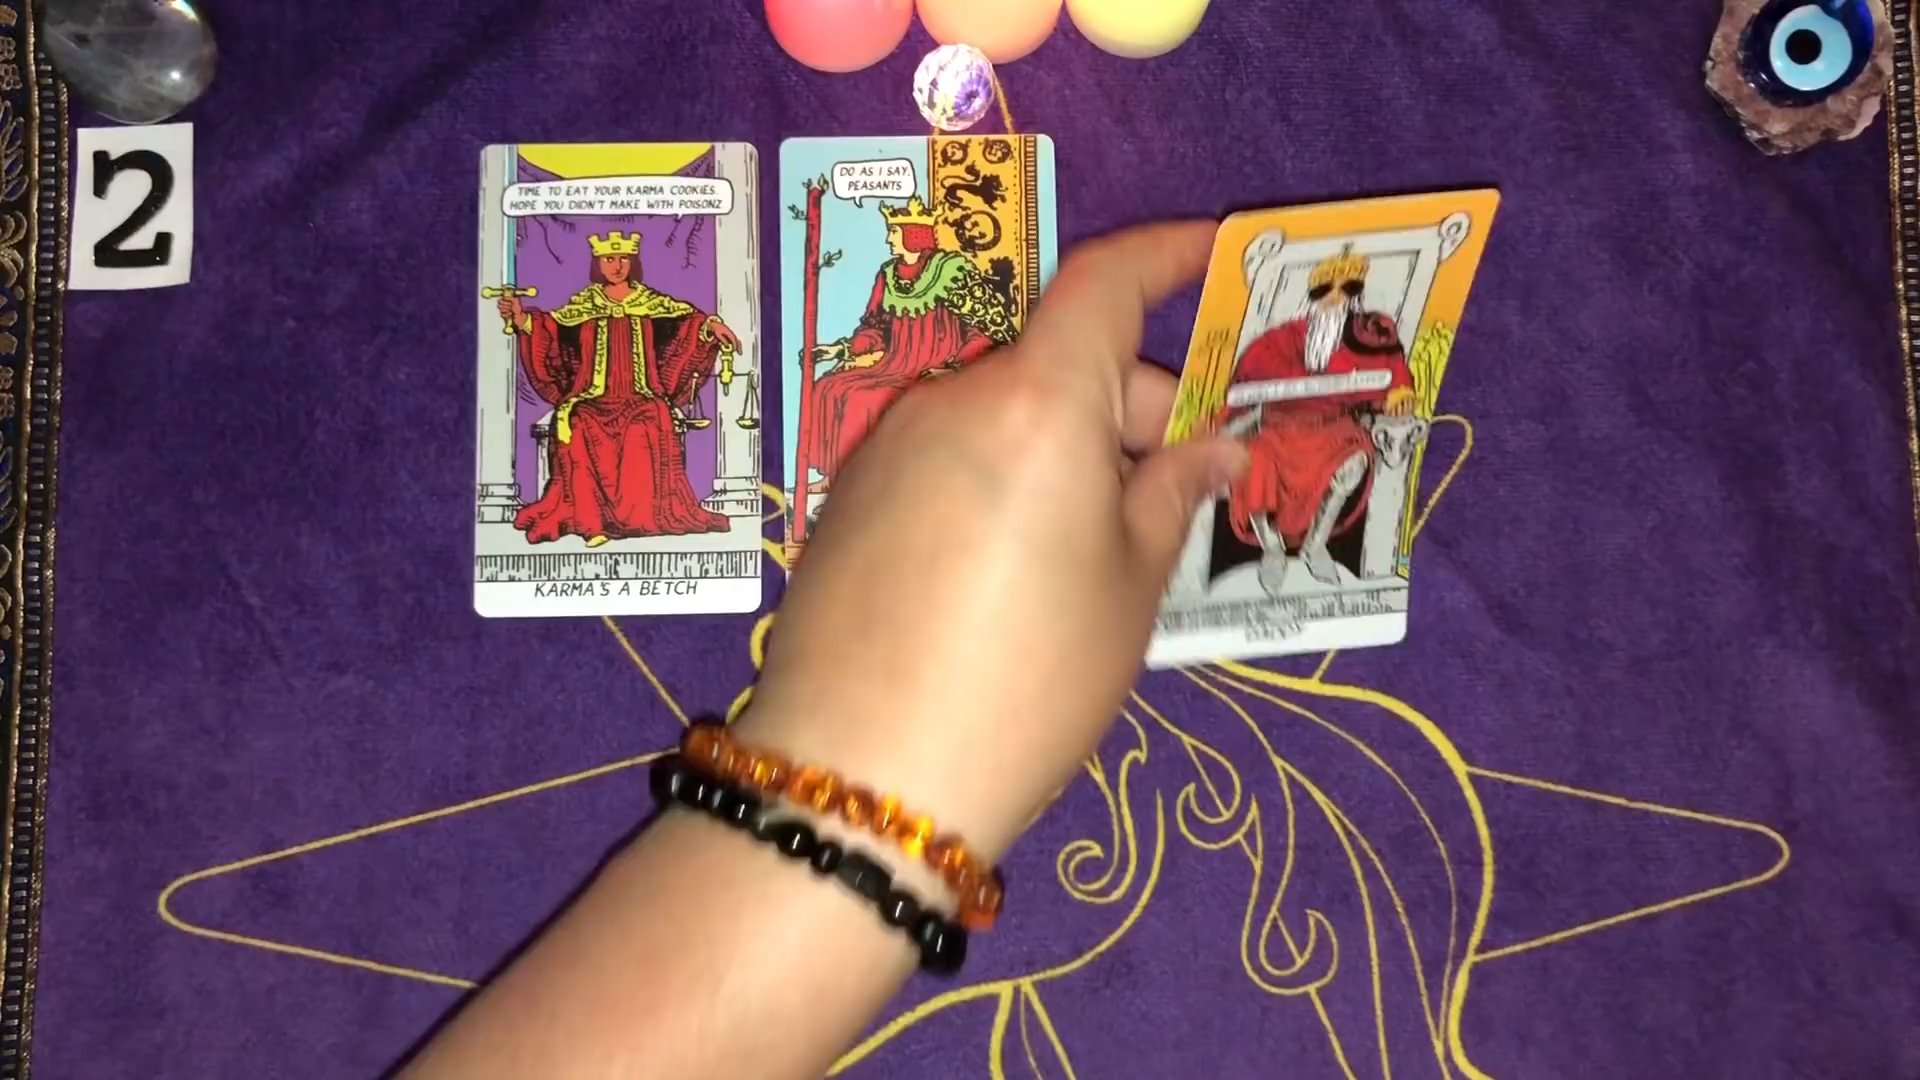 2
TIME TO EAT YOUR KARMA COOKIES.
HOPE YOU DIDN'T MAKE WITH POISONZ
KARMA'S A BETCH
DO AS I SAY,
PEASANTS